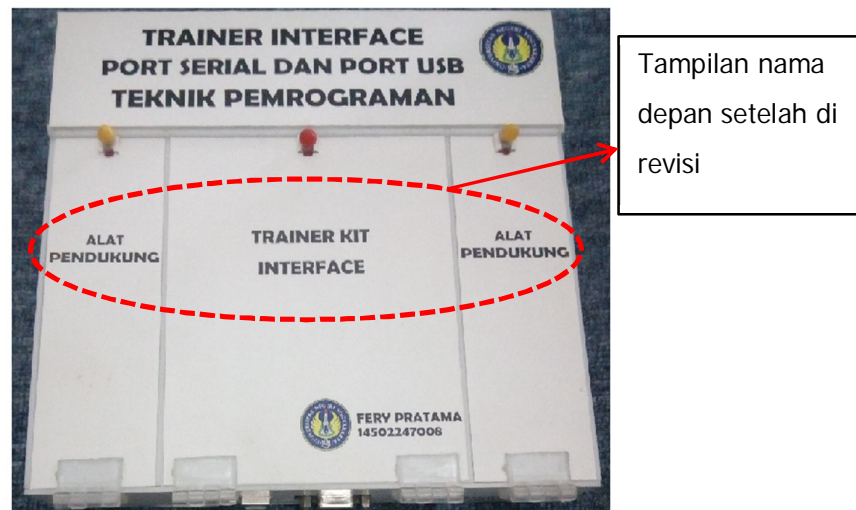 TRAINER INTERFACE
PORT SERIAL DAN PORT USB
TEKNIK PEMROGRAMAN
ALAT
PENDUKUNG
TRAINER KIT
INTERFACE
ALAT
PENDUKUNG
FERY PRATAMA
14502247008
Tampilan nama
depan setelah di
revisi